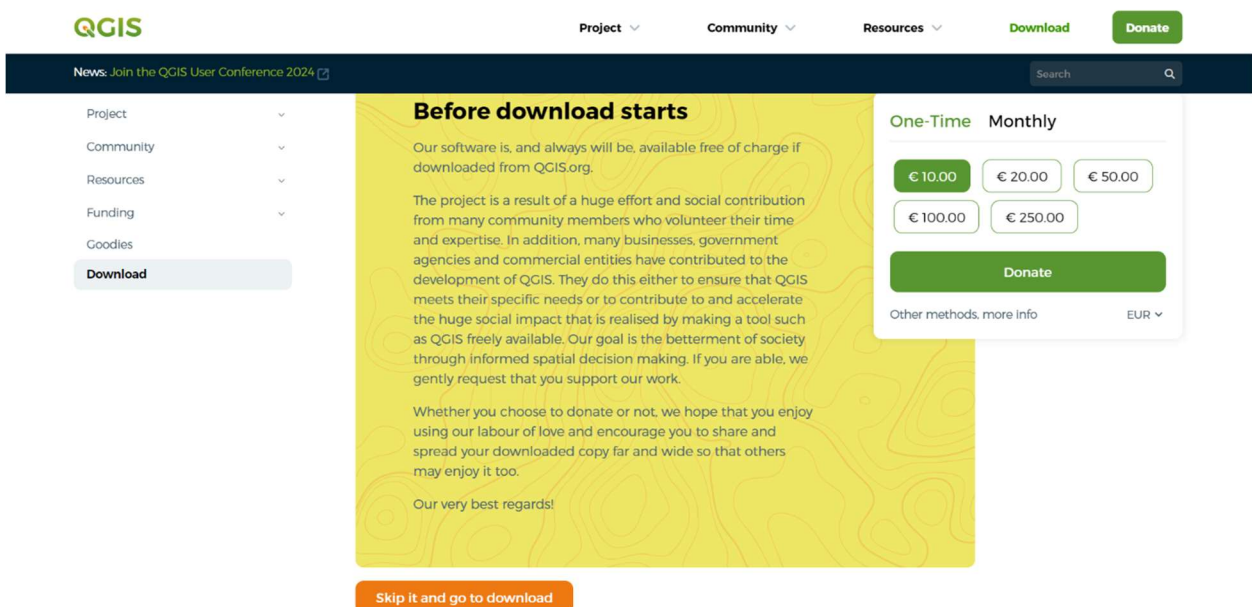 QGIS
Project
Community
Resources
Download
Donate
News: Join the QGIS User Conference 2024
Search
Project
Community
Resources
Funding
Goodies
Download
Before download starts
Our software is, and always will be, available free of charge if
downloaded from QGIS.org.
The project is a result of a huge effort and social contribution
from many community members who volunteer their time
and expertise. In addition, many businesses, government
agencies and commercial entities have contributed to the
development of QGIS. They do this either to ensure that QGIS
meets their specific needs or to contribute to and accelerate
the huge social impact that is realised by making a tool such
as QGIS freely available. Our goal is the betterment of society
through informed spatial decision making. If you are able, we
gently request that you support our work.
Whether you choose to donate or not, we hope that you enjoy
using our labour of love and encourage you to share and
spread your downloaded copy far and wide so that others
may enjoy it too.
Our very best regards!
Skip it and go to download
One-Time Monthly
€ 10.00 € 20.00 € 50.00
€ 100.00 € 250.00
Donate
Other methods, more info EUR